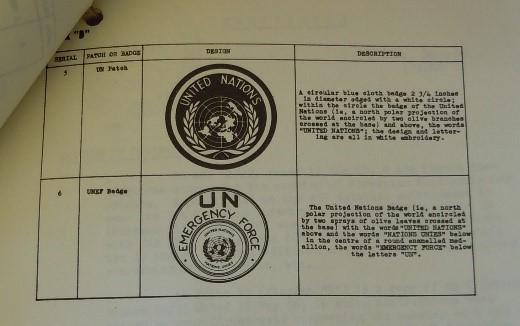 "B"
SERIAL PATCH OR BADGE DESIGN DESCRIPTION
5 UN Patch
UNITED NATIONS
A circular blue cloth badge 2 3/4 inches
in diameter edged with a white circle;
within the circle the badge of the United
Nations (ie, a north polar projection of
the world encircled by two olive branches
crossed at the base) and above, the words
"UNITED NATIONS"; the design and letter-
ing are all in white embroidery.
6 UNEF Badge
UN
EMERGENCY FORCE
UNITED NATIONS
NATIONS UNIES
The United Nations Badge (ie, a north
polar projection of the world encircled
by two sprays of olive leaves crossed at
the base) with the words "UNITED NATIONS"
above and the words "NATIONS UNIES" below
in the centre of a round enamelled med-
allion, the words "EMERGENCY FORCE" below
the letters "UN".